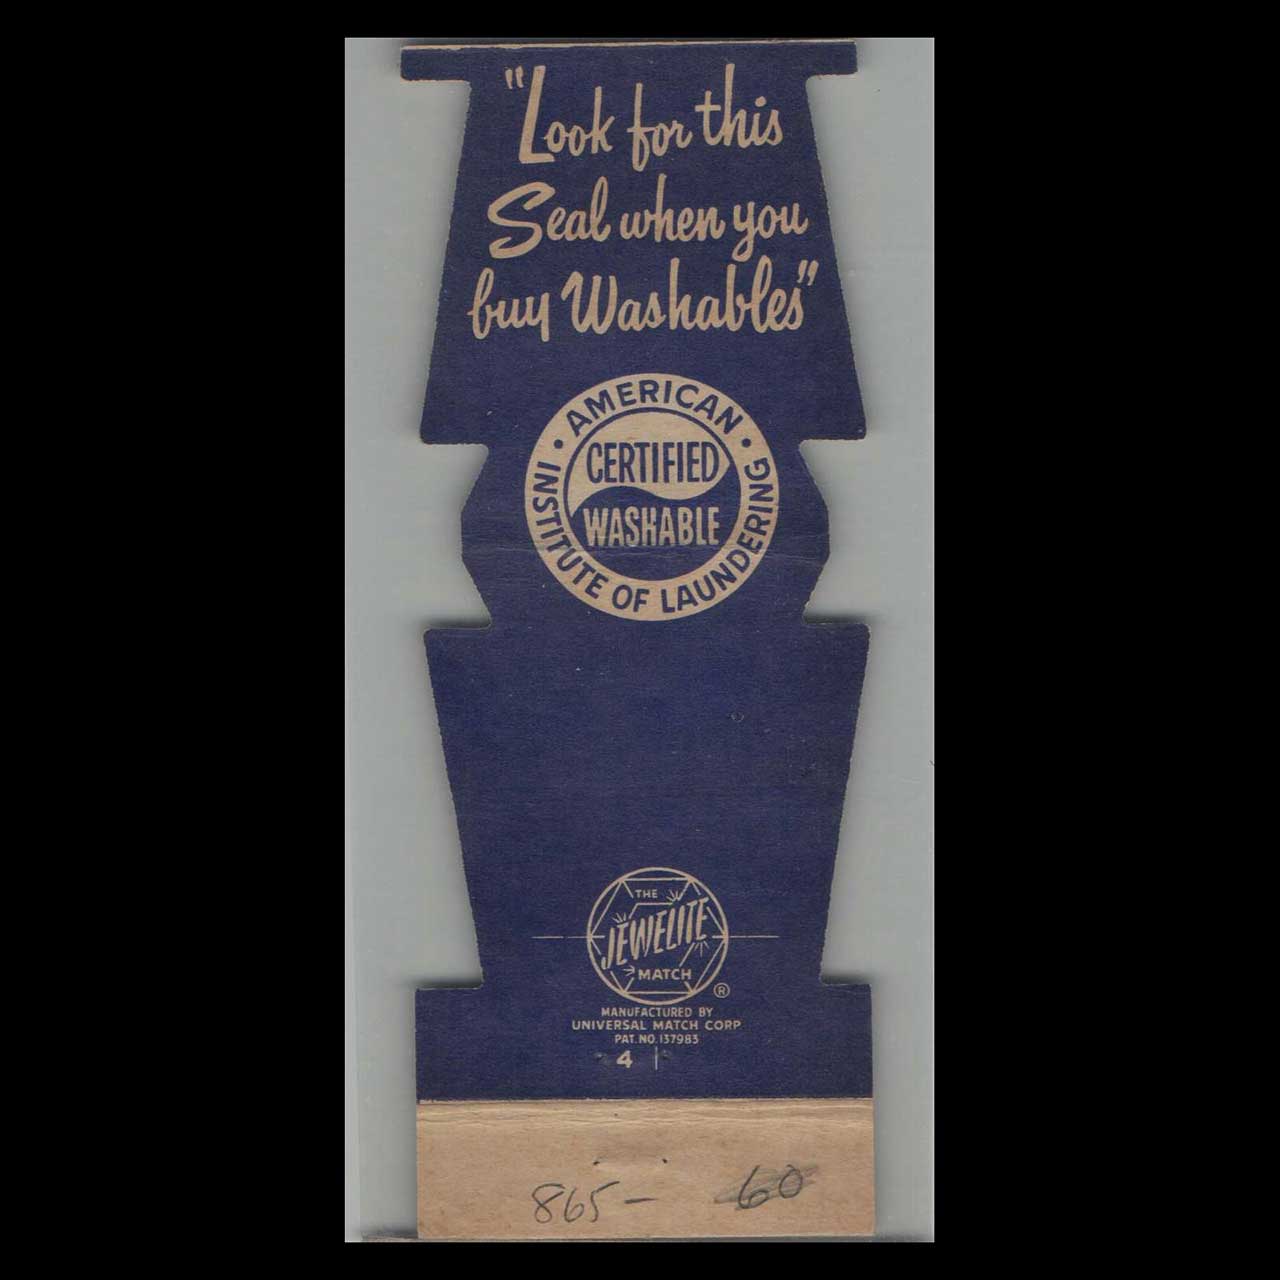 "Look for this
Seal when you
buy Washables"
• AMERICAN •
INSTITUTE OF LAUNDERING
CERTIFIED
WASHABLE
THE
JEWELITE
MATCH
®
MANUFACTURED BY
UNIVERSAL MATCH CORP
PAT. NO. 137983
4 |
865- 60